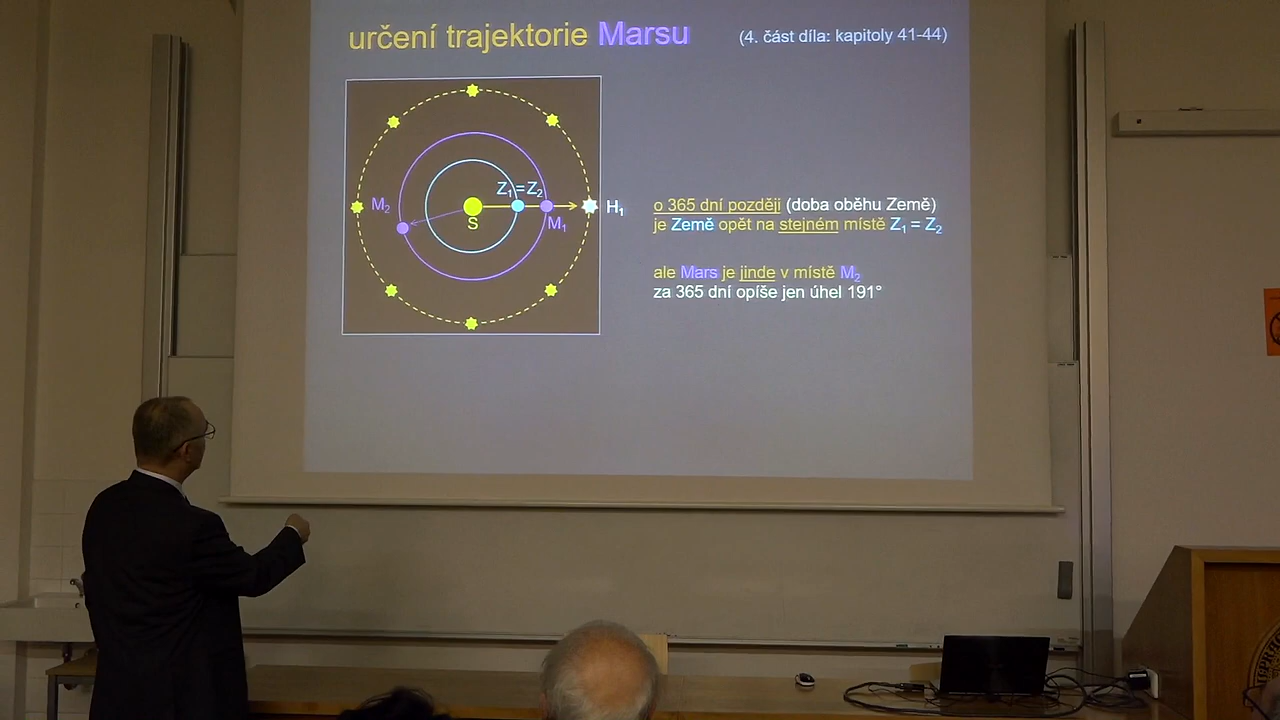 určení trajektorie Marsu
(4. část díla: kapitoly 41-44)
Z₁=Z₂
M₂
H₁
S
M₁
o 365 dní později (doba oběhu Země)
je Země opět na stejném místě Z₁ = Z₂
ale Mars je jinde v místě M₂
za 365 dní opíše jen úhel 191°